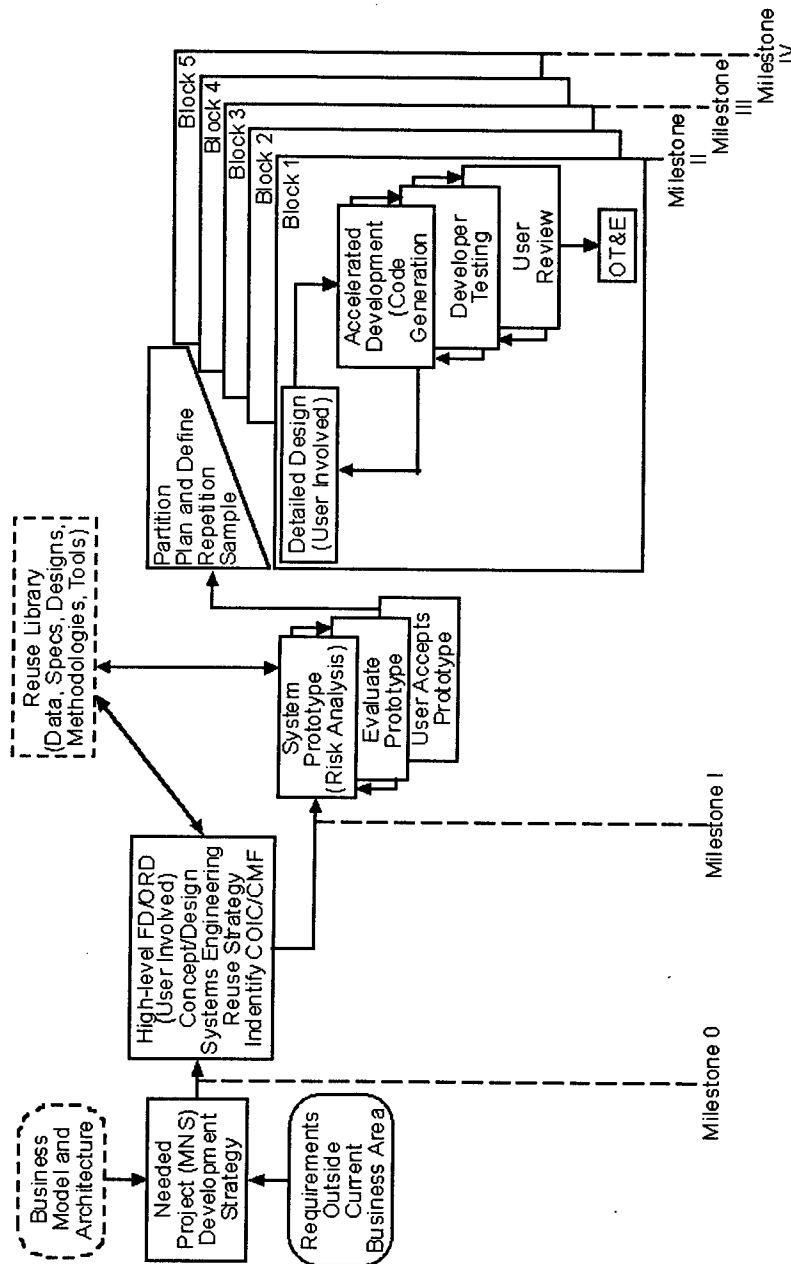 Business
Model and
Architecture
Needed
Project (MNS)
Development
Strategy
Requirements
Outside
Current
Business Area
Milestone 0
High-level FD/ORD
(User Involved)
Concept/Design
Systems Engineering
Reuse Strategy
Indentify COIC/CMF
Reuse Library
(Data, Specs, Designs,
Methodologies, Tools)
Milestone I
System
Prototype
(Risk Analysis)
Evaluate
Prototype
User Accepts
Prototype
Partition
Plan and Define
Repetition
Sample
Block 5
Block 4
Block 3
Block 2
Block 1
Detailed Design
(User Involved)
Accelerated
Development
(Code
Generation
Developer
Testing
User
Review
OT&E
Milestone
II
Milestone
III
Milestone
IV